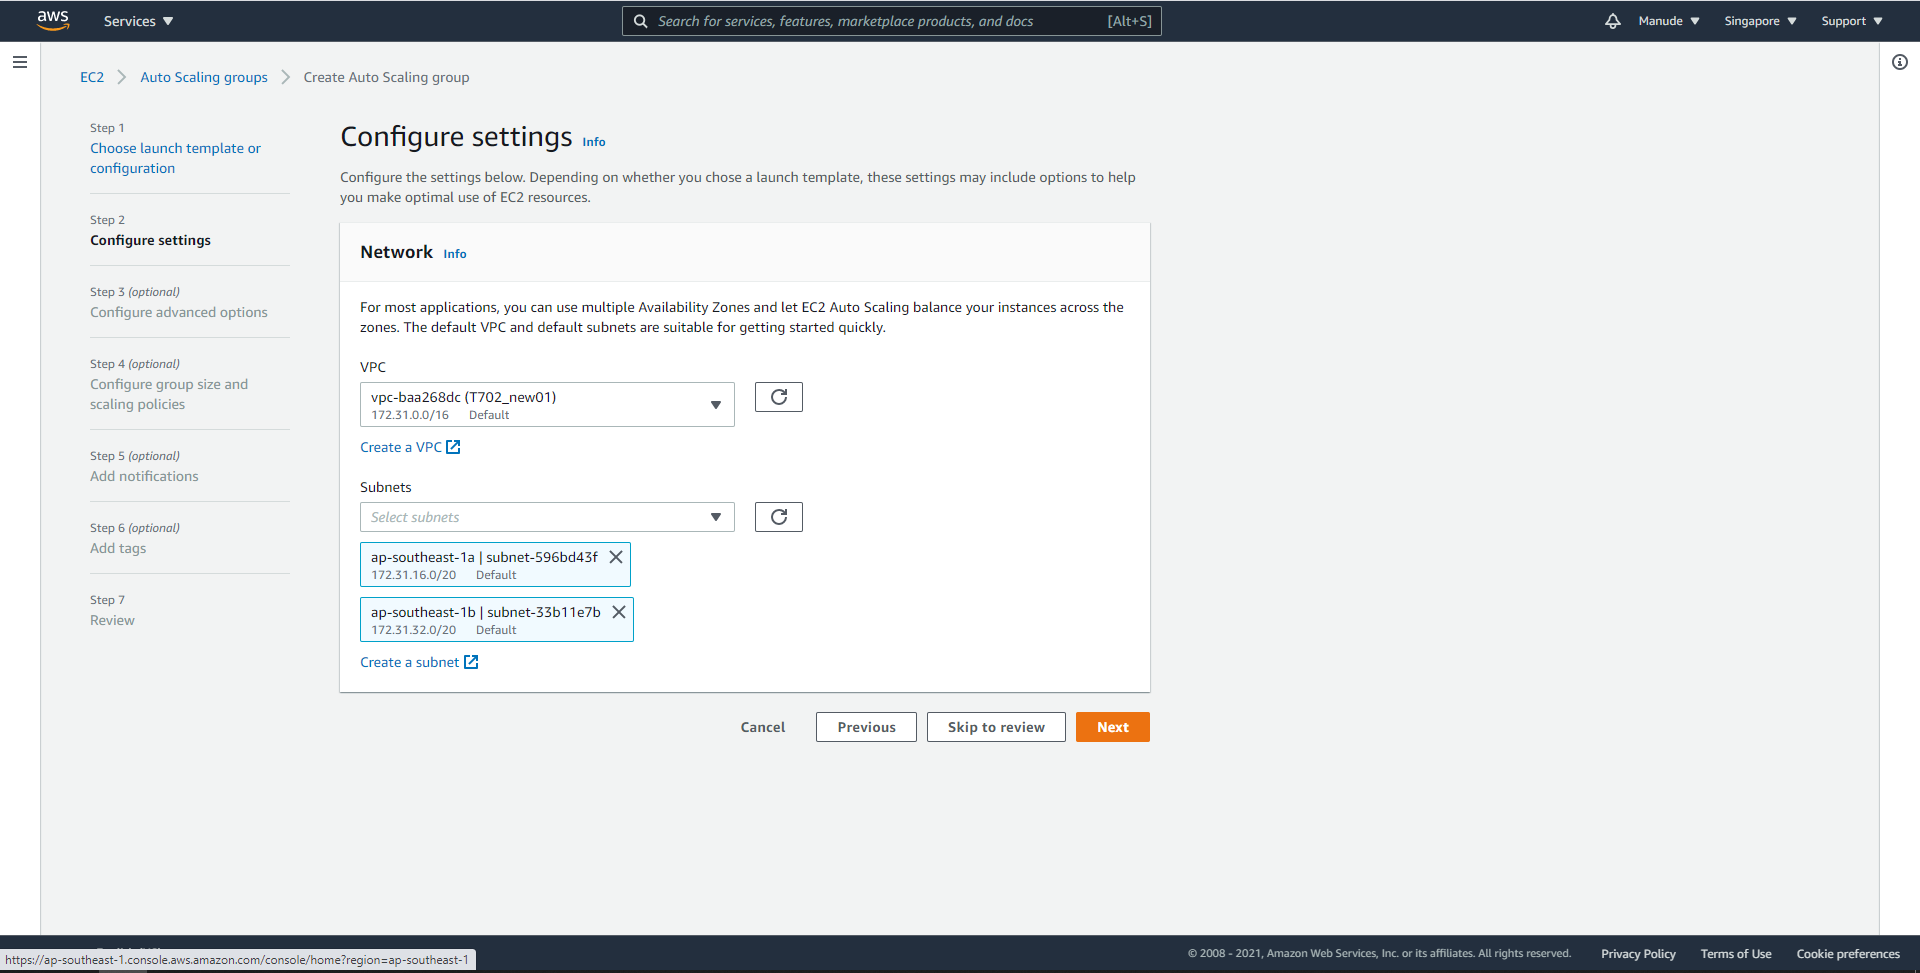 aws
Services
Search for services, features, marketplace products, and docs
[Alt+S]
Manude
Singapore
Support
EC2
Auto Scaling groups
Create Auto Scaling group
Step 1
Choose launch template or
configuration
Step 2
Configure settings
Step 3 (optional)
Configure advanced options
Step 4 (optional)
Configure group size and
scaling policies
Step 5 (optional)
Add notifications
Step 6 (optional)
Add tags
Step 7
Review
Configure settings Info
Configure the settings below. Depending on whether you chose a launch template, these settings may include options to help
you make optimal use of EC2 resources.
Network Info
For most applications, you can use multiple Availability Zones and let EC2 Auto Scaling balance your instances across the
zones. The default VPC and default subnets are suitable for getting started quickly.
VPC
vpc-baa268dc (T702_new01)
172.31.0.0/16 Default
Create a VPC
Subnets
Select subnets
ap-southeast-1a | subnet-596bd43f
172.31.16.0/20 Default
ap-southeast-1b | subnet-33b11e7b
172.31.32.0/20 Default
Create a subnet
Cancel
Previous
Skip to review
Next
https://ap-southeast-1.console.aws.amazon.com/console/home?region=ap-southeast-1
© 2008 - 2021, Amazon Web Services, Inc. or its affiliates. All rights reserved.
Privacy Policy
Terms of Use
Cookie preferences